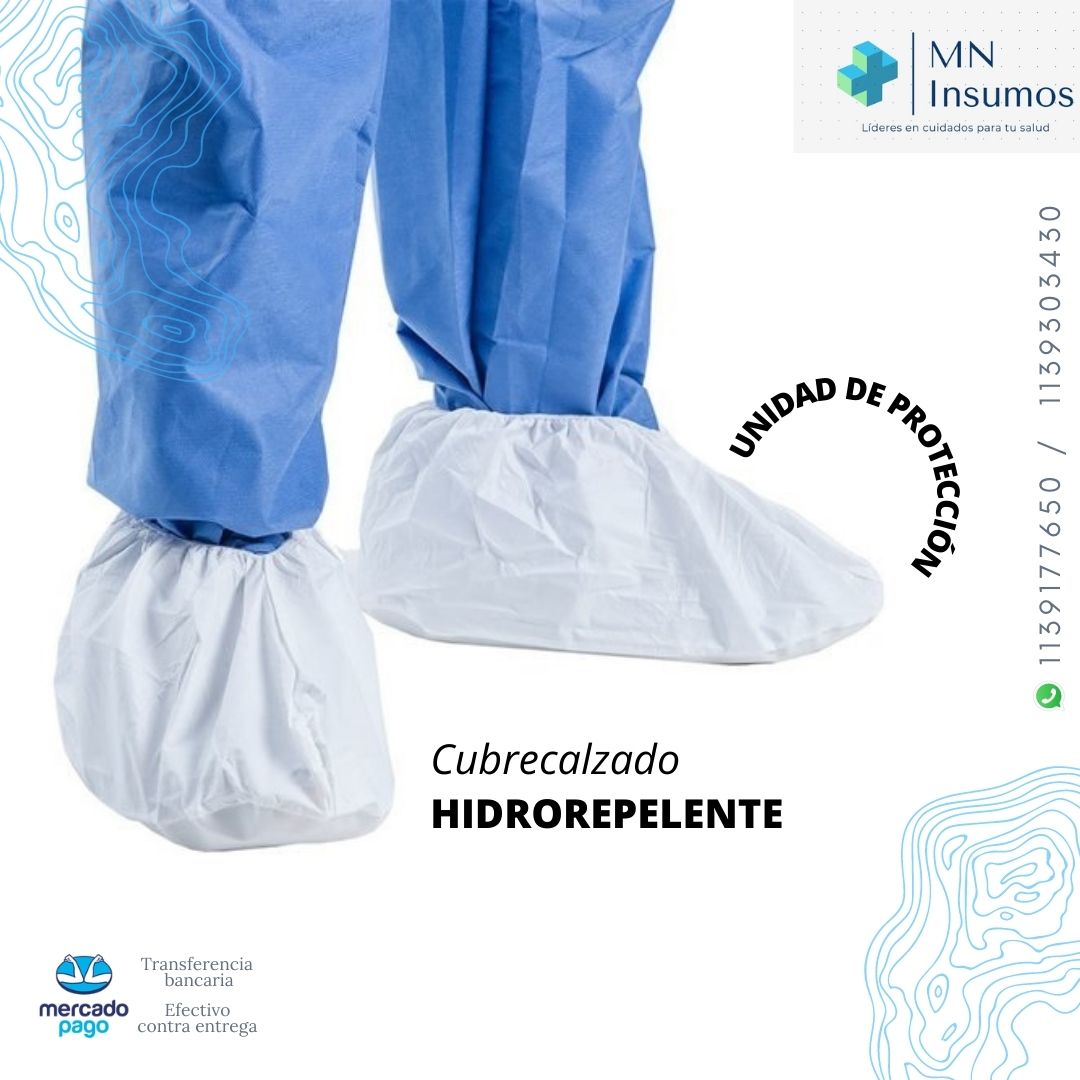 MN
Insumos
Líderes en cuidados para tu salud
1139177650 / 1139303430
UNIDAD DE PROTECCIÓN
Cubrecalzado
HIDROREPELENTE
mercado
pago
Transferencia
bancaria
Efectivo
contra entrega